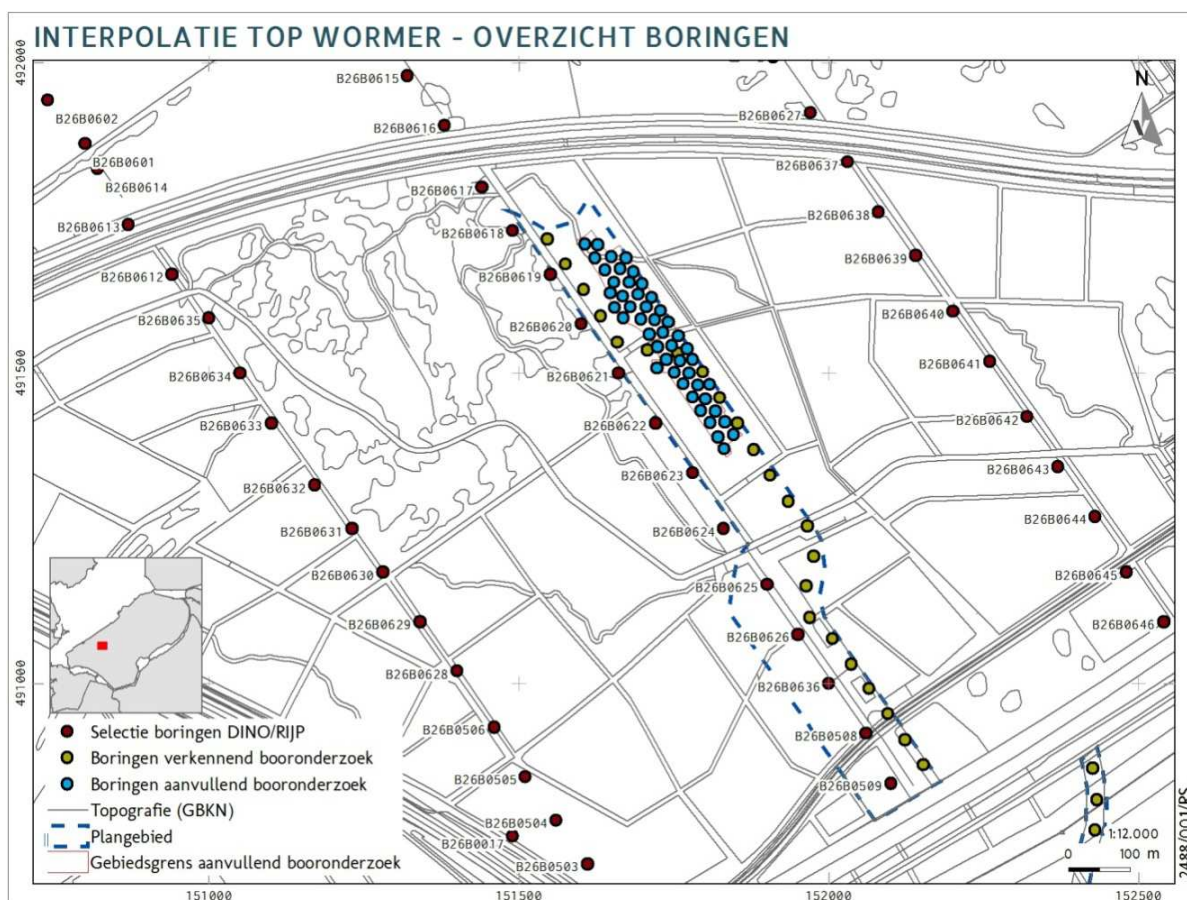 INTERPOLATIE TOP WORMER - OVERZICHT BORINGEN
492000
B26B0615
N
B26B0602
B26B0616
B26B0627
B26B0601
B26B0637
B26B0614
B26B0617
B26B0613
B26B0618
B26B0638
B26B0612
B26B0619
B26B0639
B26B0635
B26B0620
B26B0640
491500
B26B0634
B26B0621
B26B0641
B26B0633
B26B0622
B26B0642
B26B0632
B26B0623
B26B0643
B26B0631
B26B0624
B26B0644
B26B0630
B26B0625
B26B0645
B26B0629
B26B0626
B26B0646
491000
B26B0628
B26B0636
B26B0506
B26B0508
B26B0505
B26B0509
B26B0504
B26B0017
B26B0503
Selectie boringen DINO/RIJP
Boringen verkennend booronderzoek
Boringen aanvullend booronderzoek
Topografie (GBKN)
Plangebied
Gebiedsgrens aanvullend booronderzoek
1:12.000
0 100 m
2488/001/RS
151000 151500 152000 152500